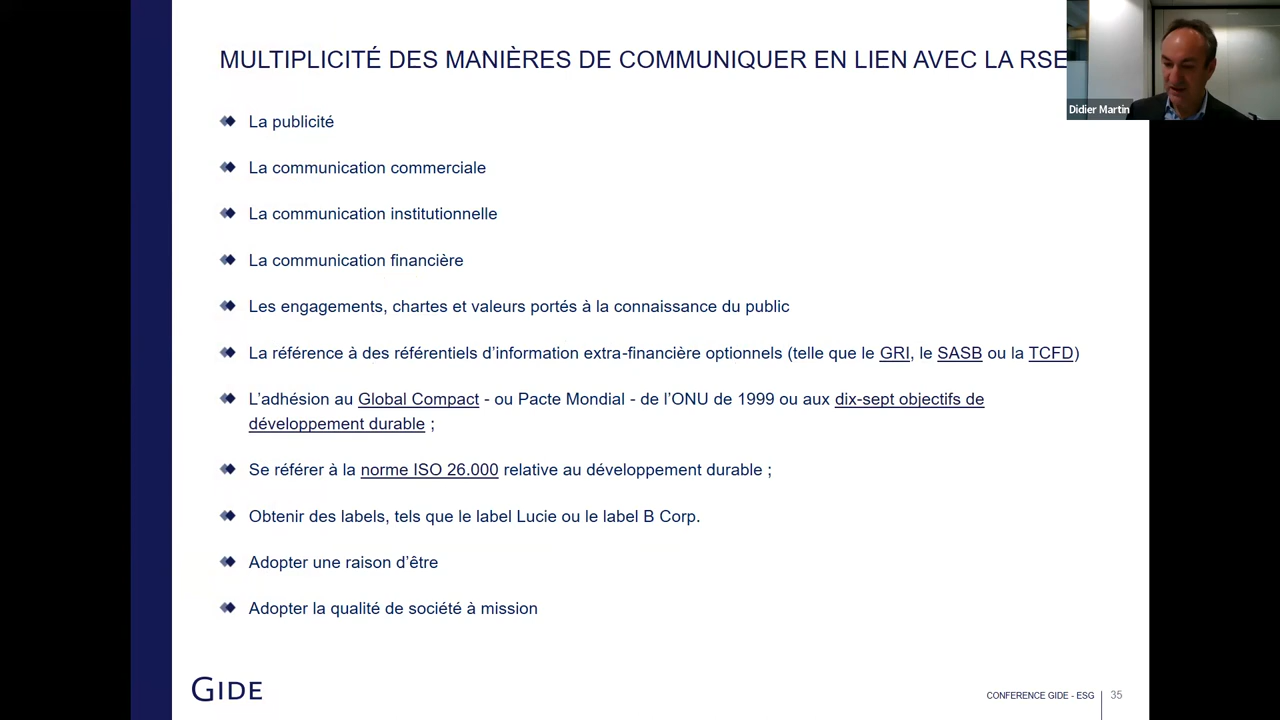 MULTIPLICITÉ DES MANIÈRES DE COMMUNIQUER EN LIEN AVEC LA RSE
Didier Martin
La publicité
La communication commerciale
La communication institutionnelle
La communication financière
Les engagements, chartes et valeurs portés à la connaissance du public
La référence à des référentiels d’information extra-financière optionnels (telle que le GRI, le SASB ou la TCFD)
L’adhésion au Global Compact - ou Pacte Mondial - de l’ONU de 1999 ou aux dix-sept objectifs de
développement durable ;
Se référer à la norme ISO 26.000 relative au développement durable ;
Obtenir des labels, tels que le label Lucie ou le label B Corp.
Adopter une raison d’être
Adopter la qualité de société à mission
GIDE
CONFERENCE GIDE - ESG 35